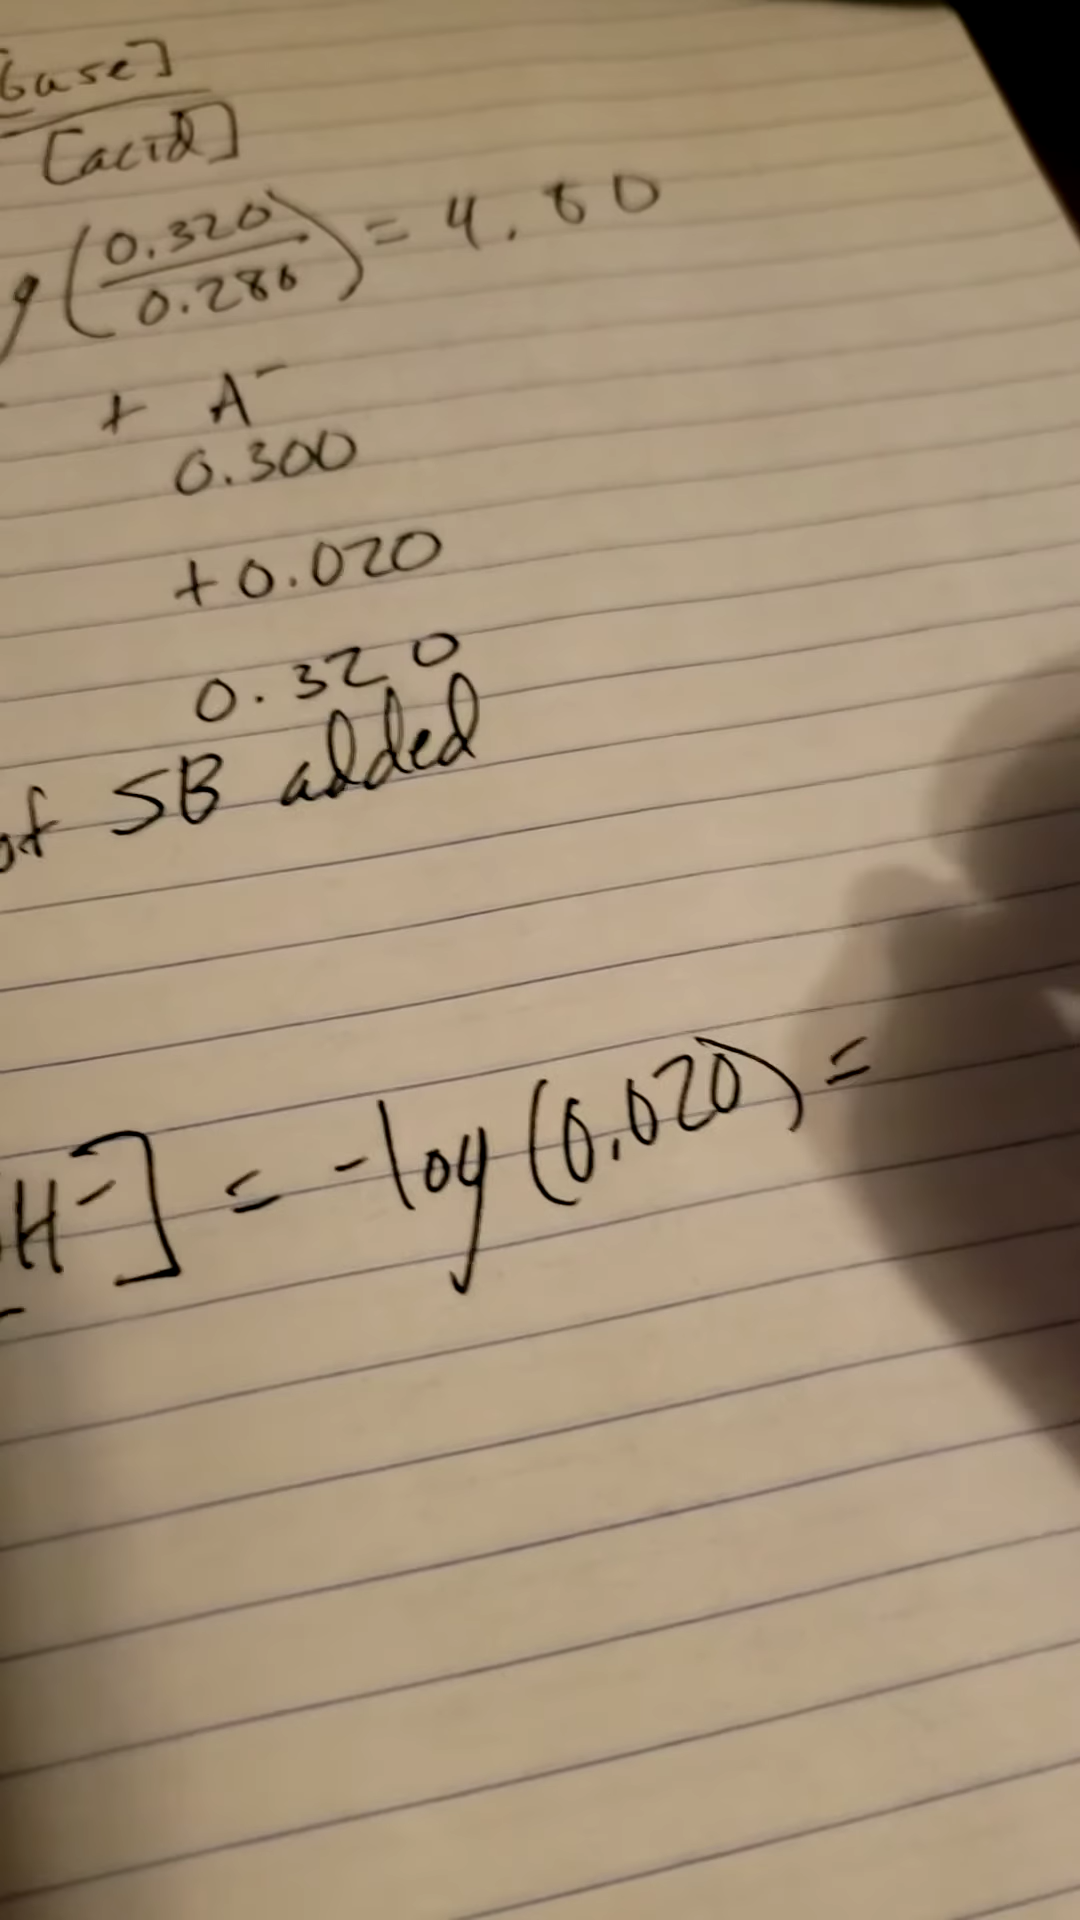 base]
[acid]
g(0.320/0.280) = 4.80
+ A⁻
0.300
+0.020
0.320
of SB added
H⁻] = -log(0.020) =